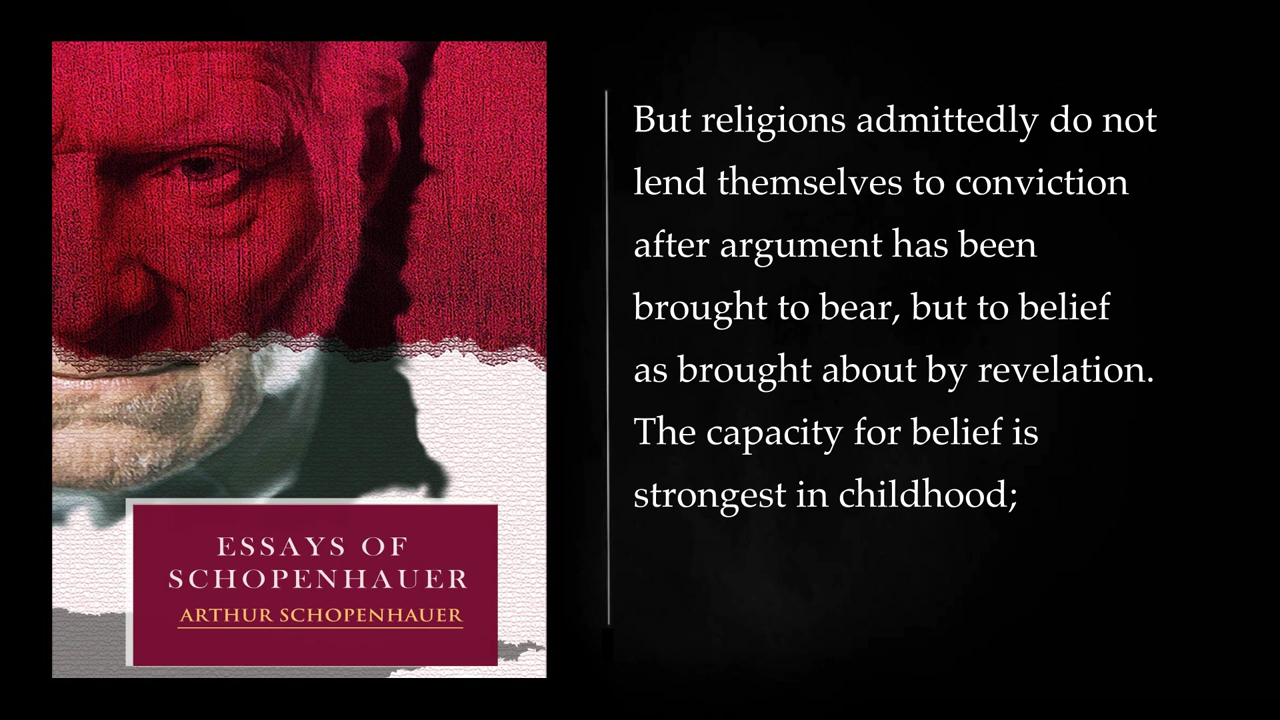 ESSAYS OF
SCHOPENHAUER
ARTHUR SCHOPENHAUER
But religions admittedly do not
lend themselves to conviction
after argument has been
brought to bear, but to belief
as brought about by revelation.
The capacity for belief is
strongest in childhood;